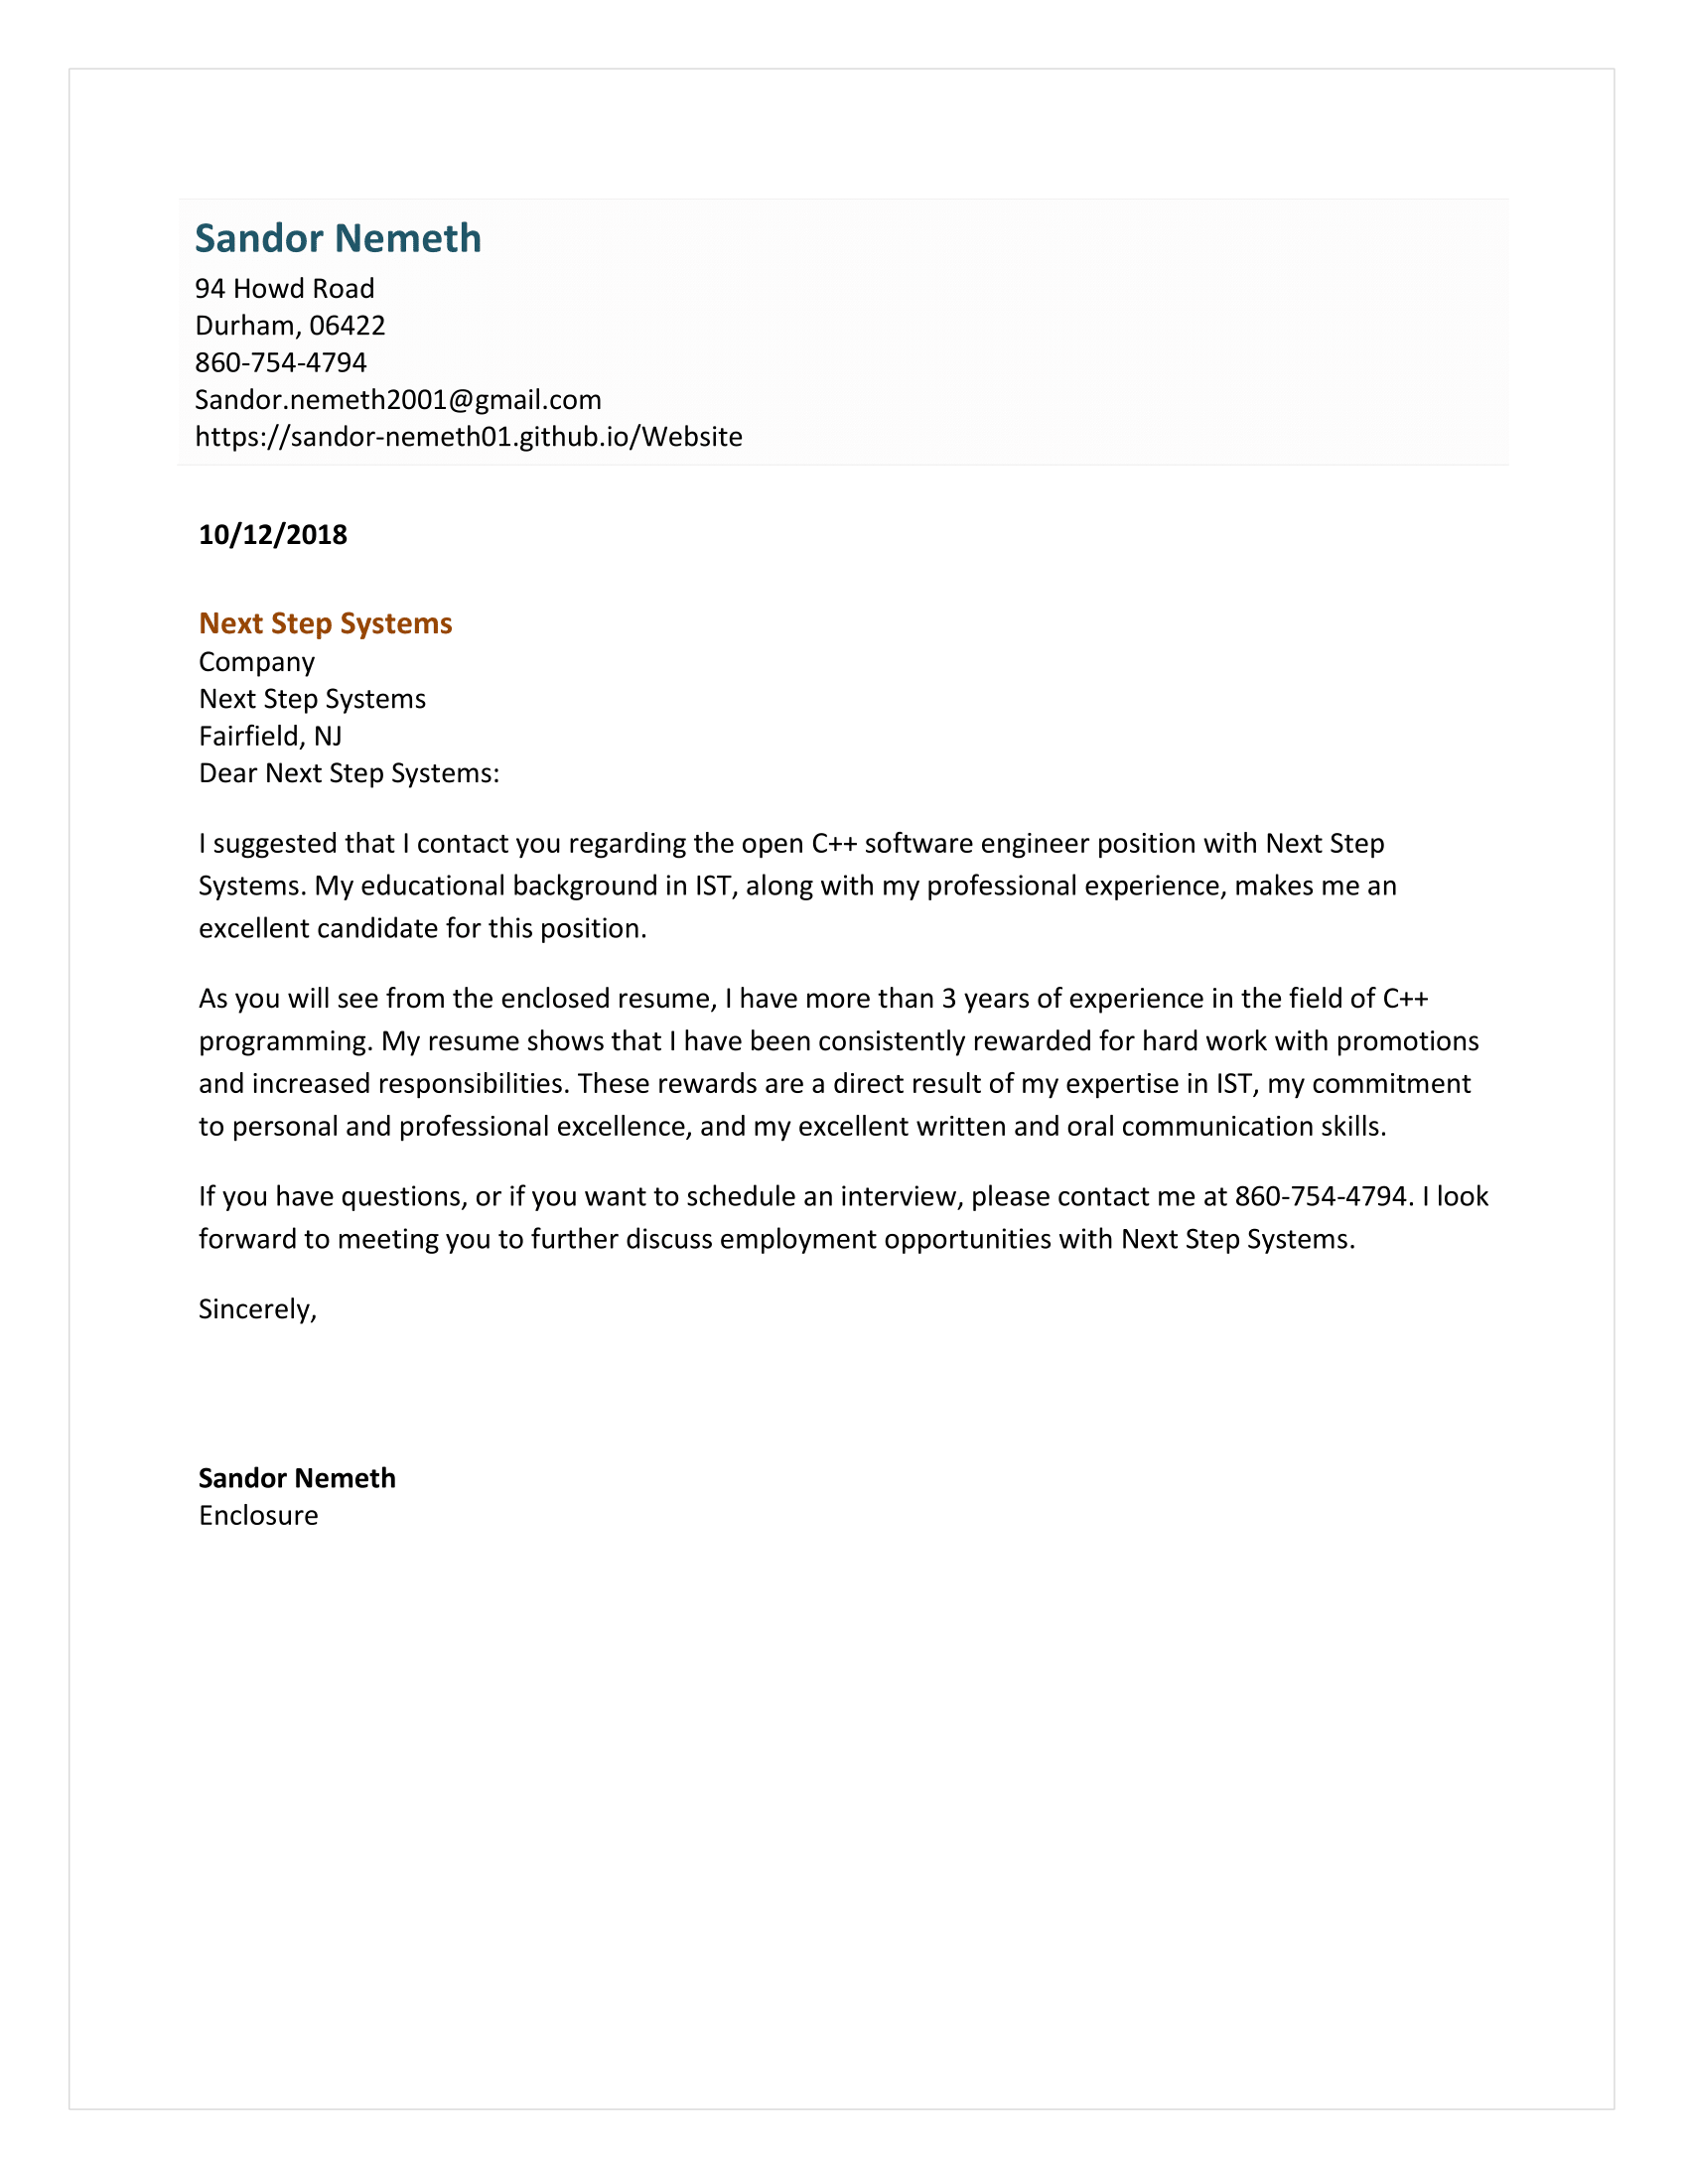 Sandor Nemeth
94 Howd Road
Durham, 06422
860-754-4794
Sandor.nemeth2001@gmail.com
https://sandor-nemeth01.github.io/Website
10/12/2018
Next Step Systems
Company
Next Step Systems
Fairfield, NJ
Dear Next Step Systems:
I suggested that I contact you regarding the open C++ software engineer position with Next Step
Systems. My educational background in IST, along with my professional experience, makes me an
excellent candidate for this position.
As you will see from the enclosed resume, I have more than 3 years of experience in the field of C++
programming. My resume shows that I have been consistently rewarded for hard work with promotions
and increased responsibilities. These rewards are a direct result of my expertise in IST, my commitment
to personal and professional excellence, and my excellent written and oral communication skills.
If you have questions, or if you want to schedule an interview, please contact me at 860-754-4794. I look
forward to meeting you to further discuss employment opportunities with Next Step Systems.
Sincerely,
Sandor Nemeth
Enclosure